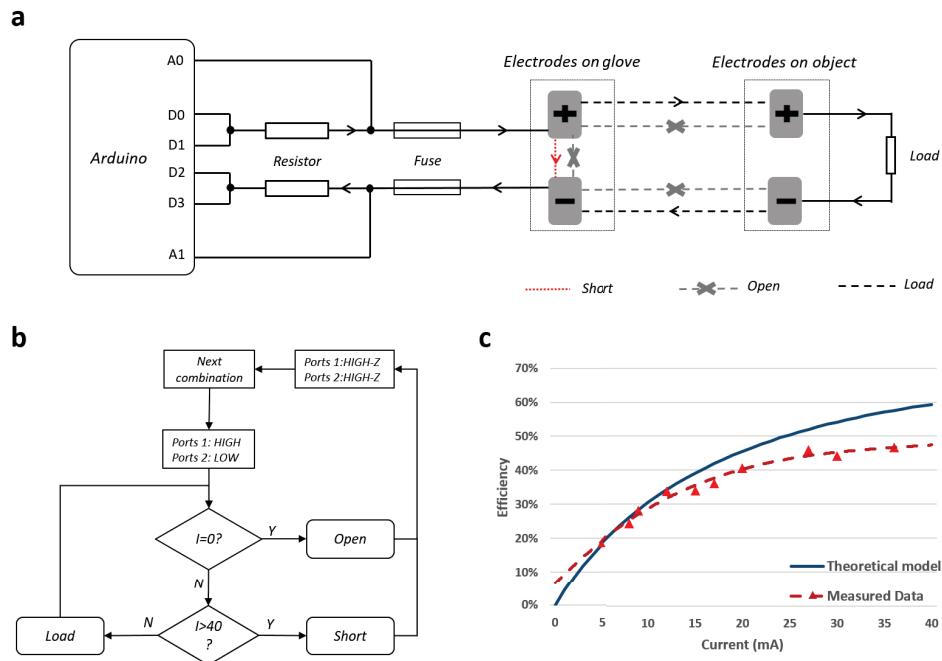 a
Arduino
A0
D0
D1
D2
D3
A1
Resistor
Fuse
Electrodes on glove
Electrodes on object
+
+
−
−
Load
Short
Open
Load
b
Next
combination
Ports 1:HIGH-Z
Ports 2:HIGH-Z
Ports 1: HIGH
Ports 2: LOW
I=0?
Y
Open
N
I>40
?
N
Load
Y
Short
c
70%
60%
50%
40%
30%
20%
10%
0%
Efficiency
Theoretical model
Measured Data
0
5
10
15
20
25
30
35
40
Current (mA)